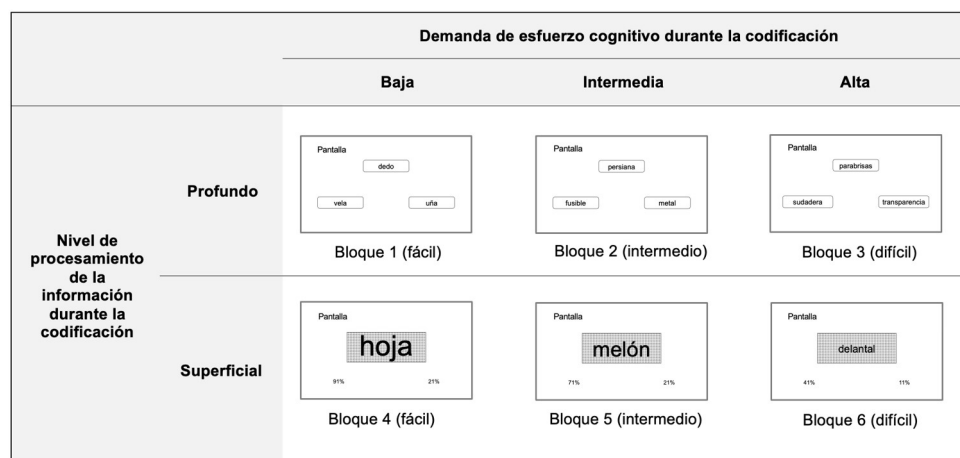 Demanda de esfuerzo cognitivo durante la codificación
Baja
Intermedia
Alta
Nivel de
procesamiento
de la
información
durante la
codificación
Profundo
Pantalla
dedo
vela
uña
Bloque 1 (fácil)
Pantalla
persiana
fusible
metal
Bloque 2 (intermedio)
Pantalla
parabrisas
sudadera
transparencia
Bloque 3 (difícil)
Superficial
Pantalla
hoja
91%
21%
Bloque 4 (fácil)
Pantalla
melón
71%
21%
Bloque 5 (intermedio)
Pantalla
delantal
41%
11%
Bloque 6 (difícil)